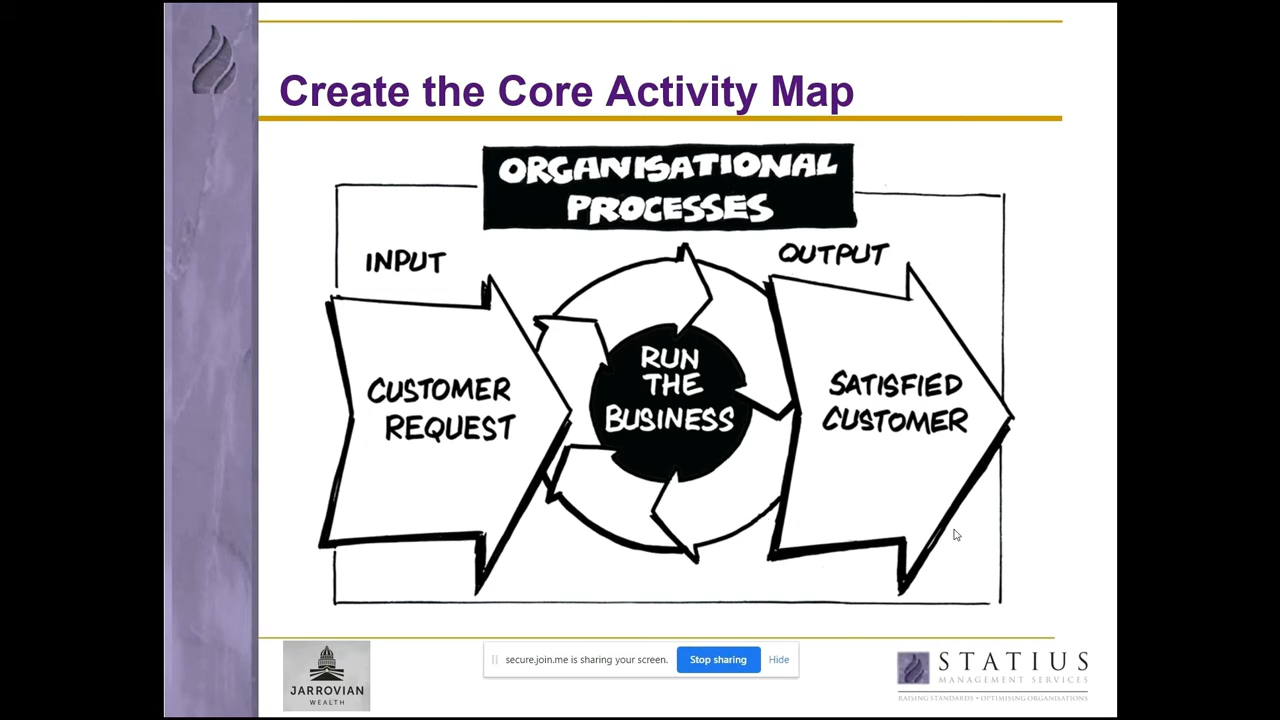 Create the Core Activity Map
ORGANISATIONAL
PROCESSES
INPUT
OUTPUT
CUSTOMER
REQUEST
RUN
THE
BUSINESS
SATISFIED
CUSTOMER
JARROVIAN
WEALTH
secure.join.me is sharing your screen.
Stop sharing
Hide
STATIUS
MANAGEMENT SERVICES
RAISING STANDARDS • OPTIMISING ORGANISATIONS